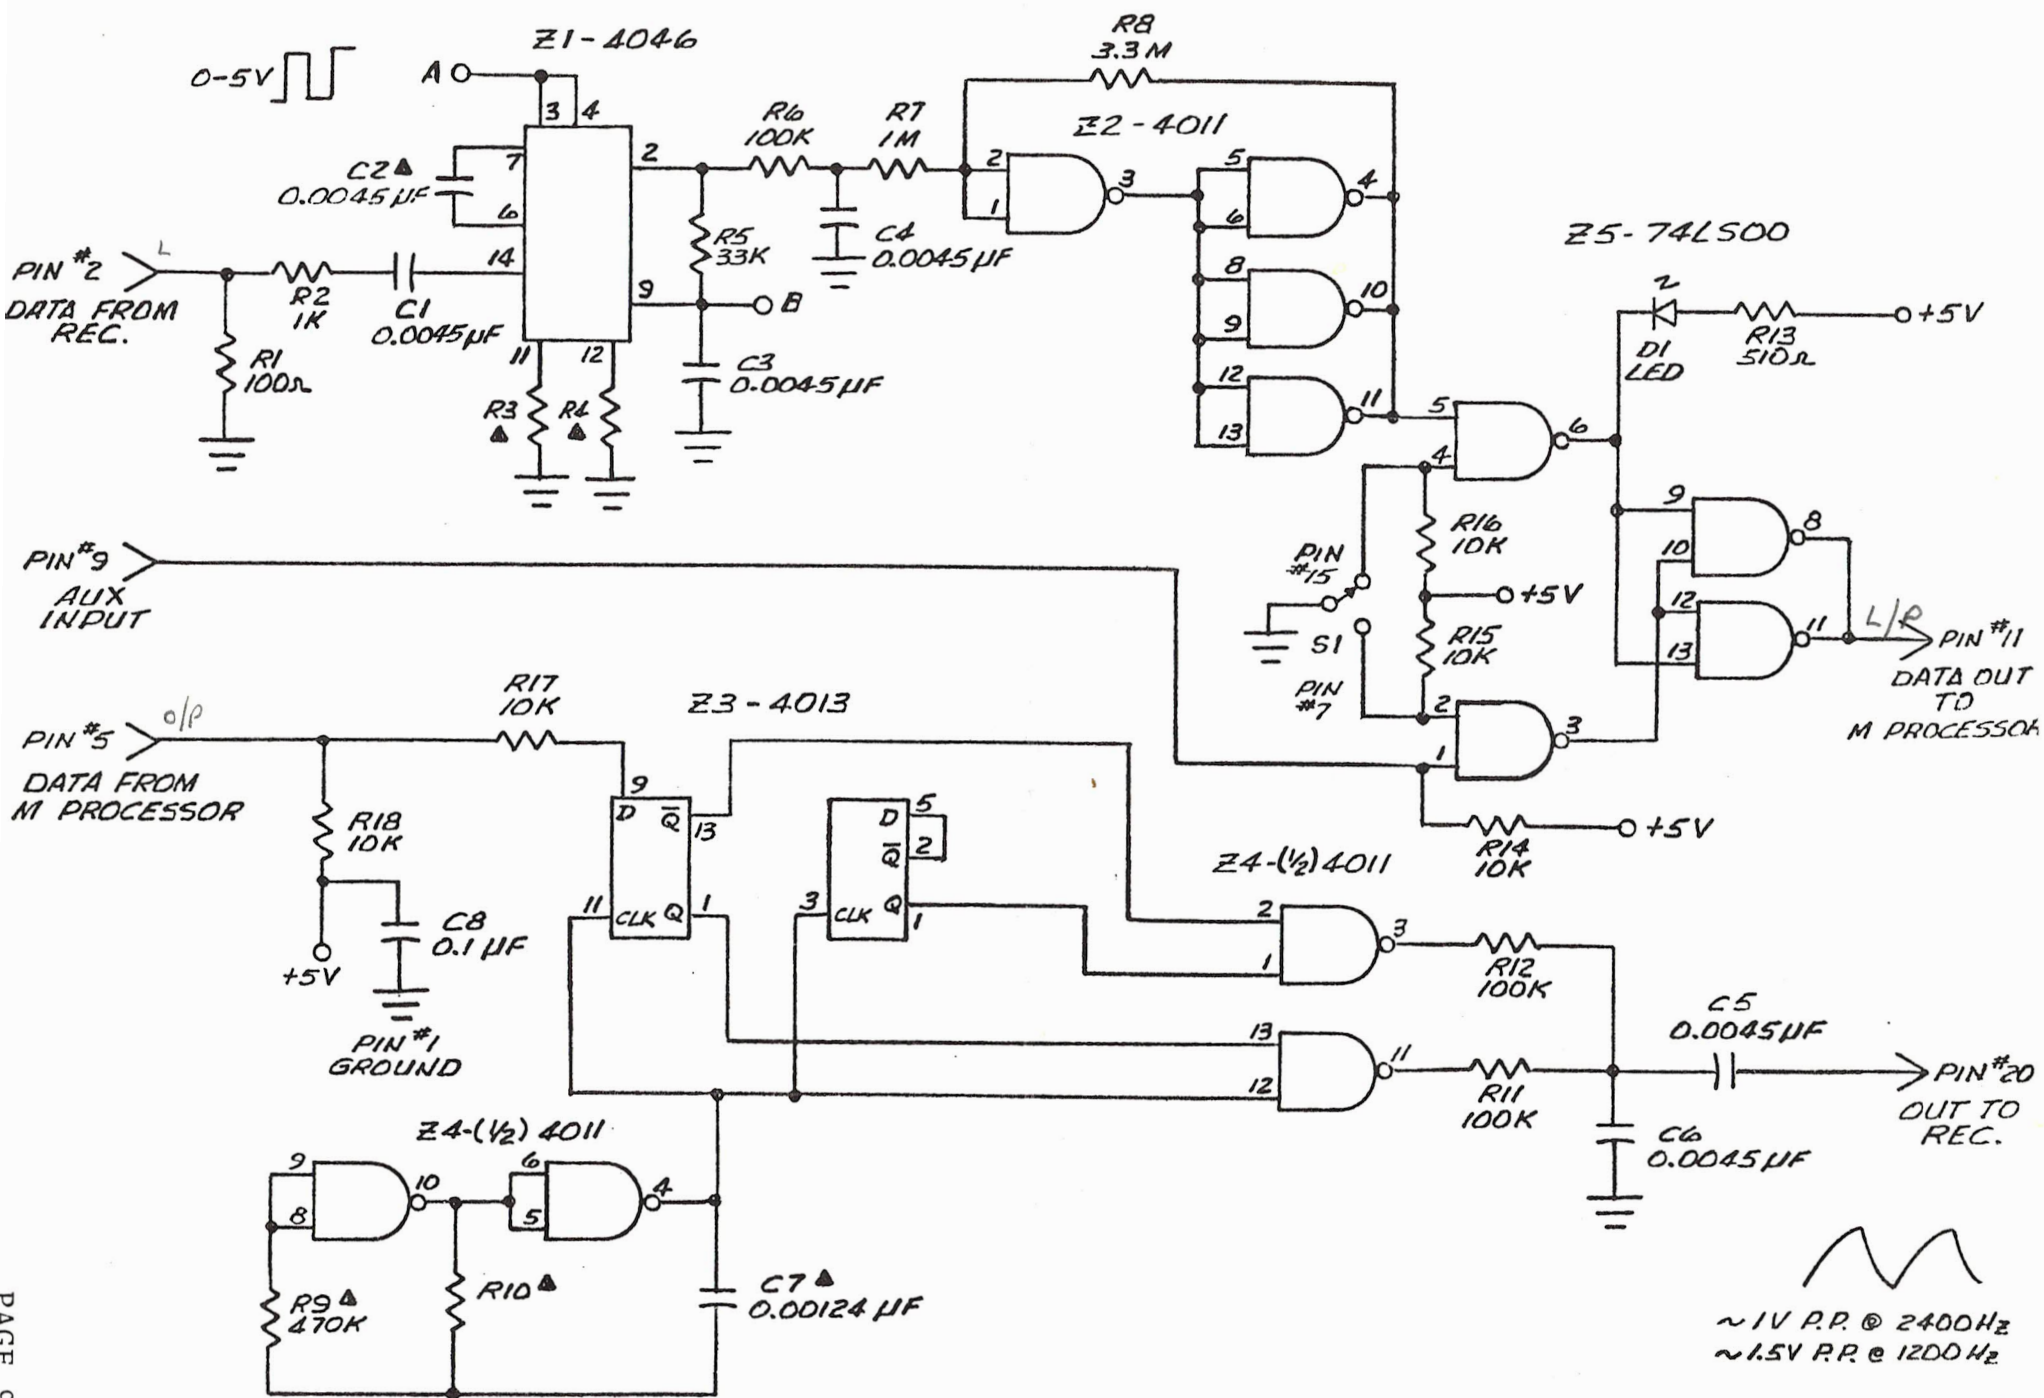 Z1-4046
0-5V
A
3 4
7
C2▲
0.0045µF
6
14
2
9
11 12
PIN #2
L
DATA FROM
REC.
R1
100Ω
R2
1K
C1
0.0045µF
R3
▲
R4
▲
R5
33K
B
C3
0.0045µF
R6
100K
R7
1M
C4
0.0045µF
R8
3.3M
Z2-4011
2
1
3
5
6
4
8
9
10
12
13
11
Z5-74LS00
D1
LED
R13
510Ω
+5V
5
4
6
R16
10K
+5V
R15
10K
PIN
#15
S1
PIN
#7
9
10
8
12
13
11
L/P
PIN #11
DATA OUT
TO
M PROCESSOR
2
1
3
R14
10K
+5V
PIN #9
AUX
INPUT
PIN #5
O/P
DATA FROM
M PROCESSOR
R17
10K
R18
10K
C8
0.1µF
+5V
PIN #1
GROUND
Z3-4013
9
D Q̅
13
11
CLK Q
1
D 5
Q̅ 2
3
CLK Q
1
Z4-(½)4011
2
1
3
R12
100K
13
12
11
R11
100K
C5
0.0045µF
PIN #20
OUT TO
REC.
C6
0.0045µF
Z4-(½)4011
9
8
10
6
5
4
R9▲
470K
R10▲
C7▲
0.00124µF
~1V P.P. @ 2400Hz
~1.5V P.P. @ 1200Hz
PAGE